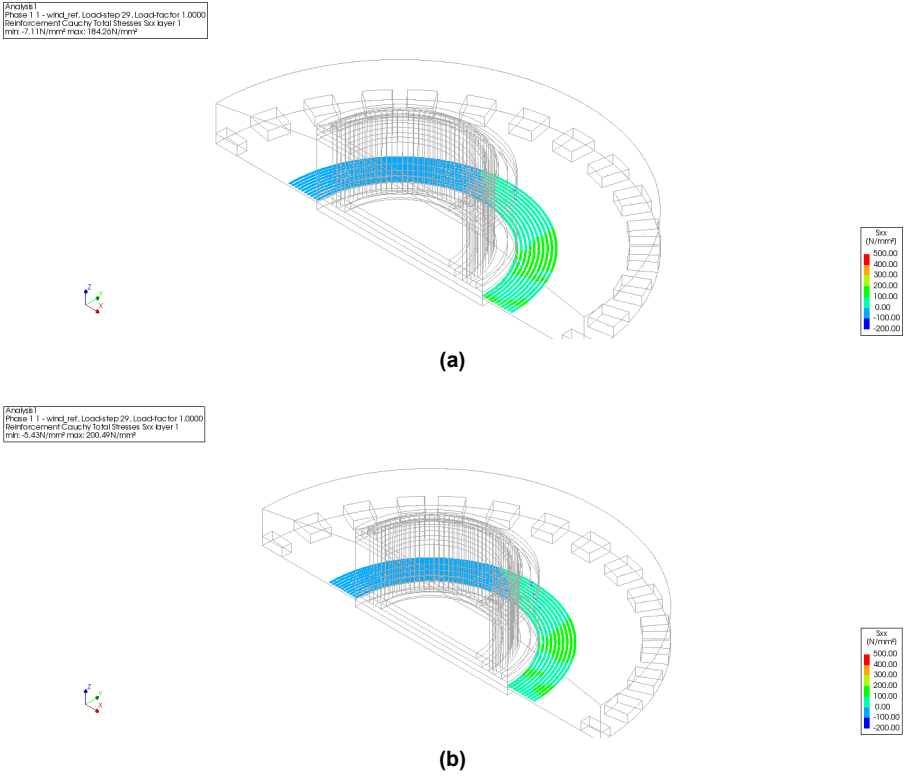 Analysis1
Phase 1 1 - wind_ref, Load-step 29, Load-factor 1.0000
Reinforcement Cauchy Total Stresses Sxx layer 1
min: -7.11N/mm² max: 184.26N/mm²
Sxx
(N/mm²)
500.00
400.00
300.00
200.00
100.00
0.00
-100.00
-200.00
Z
Y
X
(a)
Analysis1
Phase 1 1 - wind_ref, Load-step 29, Load-factor 1.0000
Reinforcement Cauchy Total Stresses Sxx layer 1
min: -5.43N/mm² max: 200.49N/mm²
Sxx
(N/mm²)
500.00
400.00
300.00
200.00
100.00
0.00
-100.00
-200.00
Z
Y
X
(b)